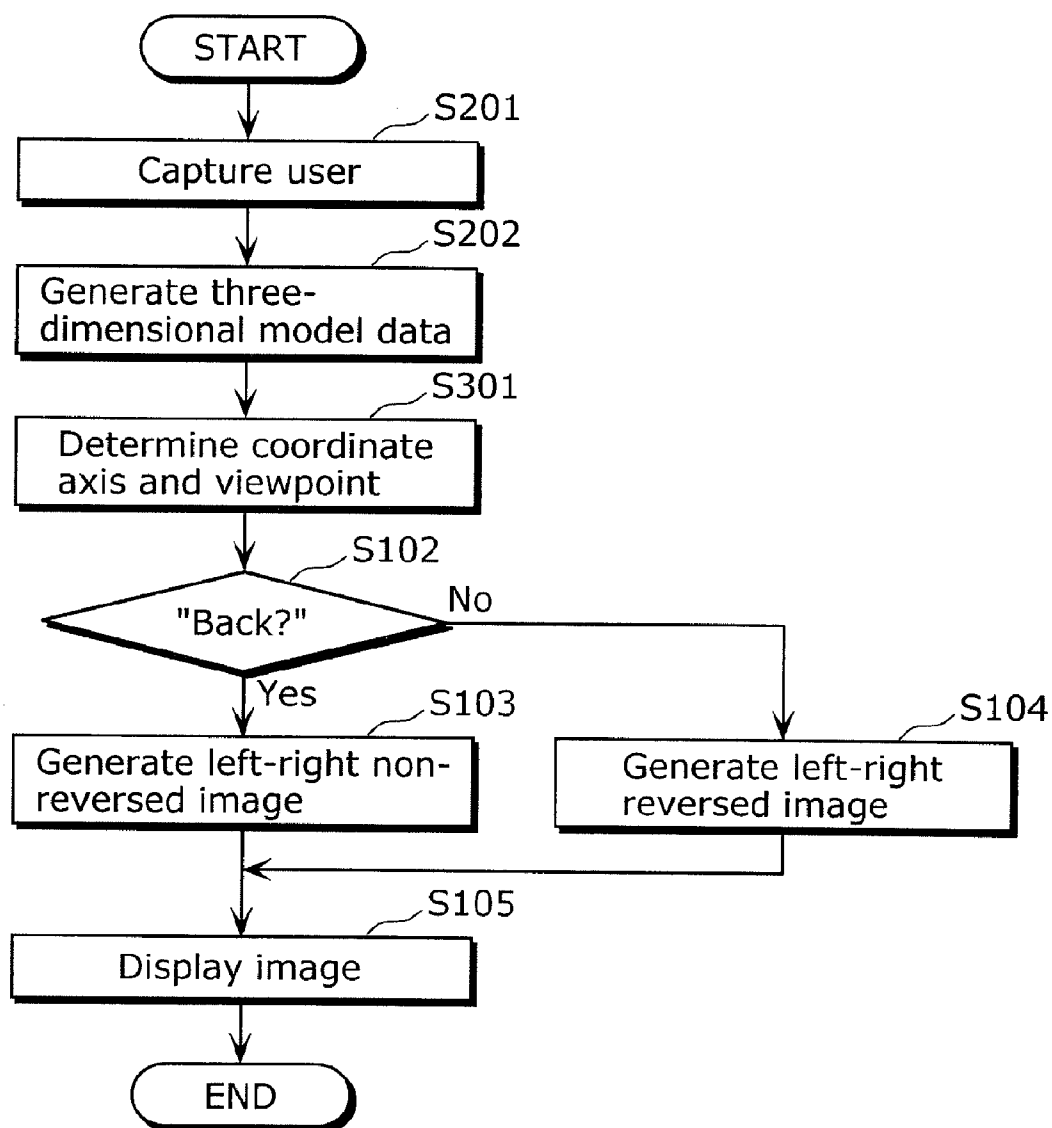 START
S201
Capture user
S202
Generate three-
dimensional model data
S301
Determine coordinate
axis and viewpoint
S102
"Back?"
No
Yes
S103
Generate left-right non-
reversed image
S104
Generate left-right
reversed image
S105
Display image
END